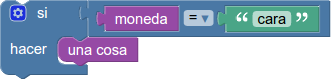 si moneda = ▾ “ cara ”
hacer una cosa